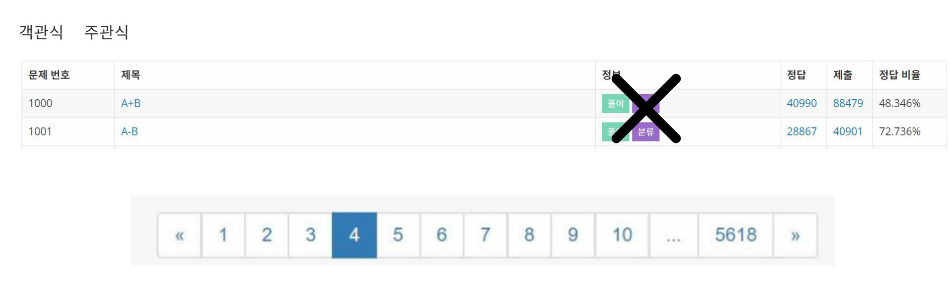 객관식 주관식
문제 번호 제목 정보 정답 제출 정답 비율
1000 A+B 풀이 40990 88479 48.346%
1001 A-B 분류 28867 40901 72.736%
« 1 2 3 4 5 6 7 8 9 10 ... 5618 »